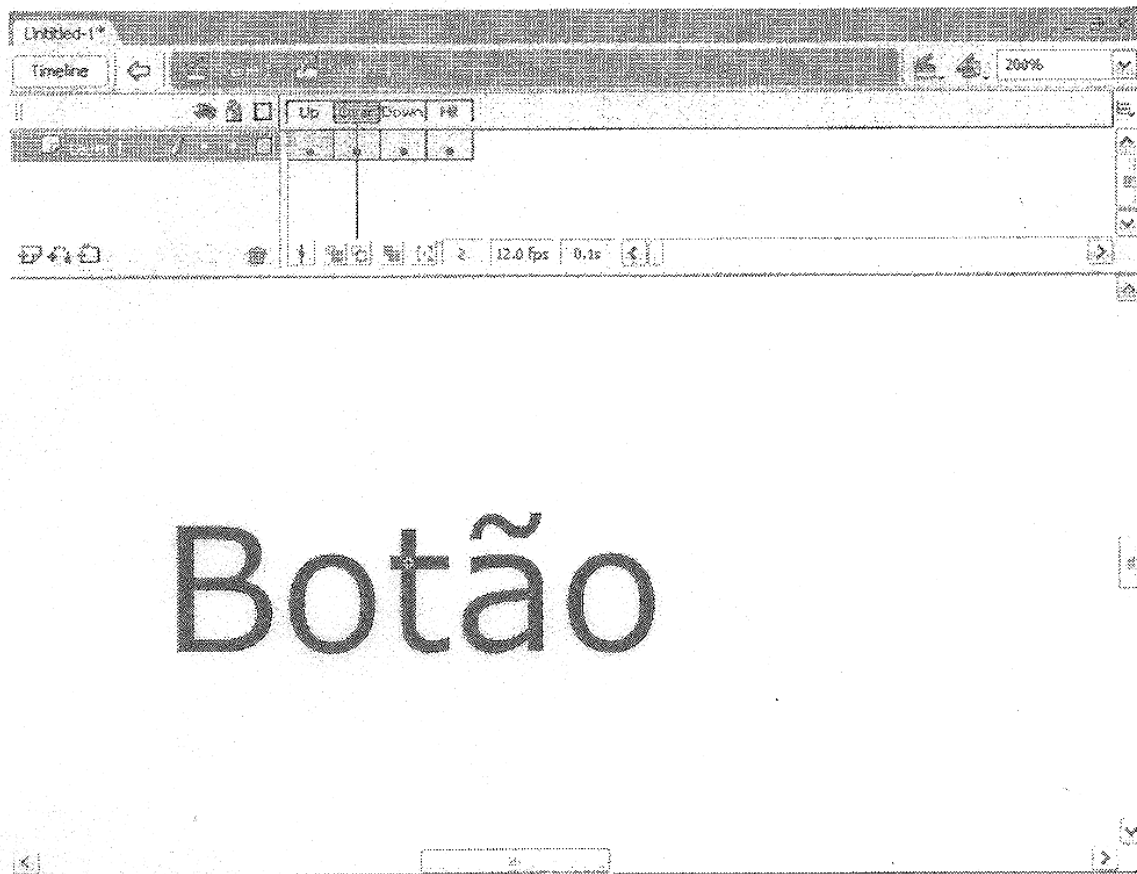 Untitled-1*
Timeline
200%
Up Over Down Hit
2 12.0 fps 0.1s
Botão